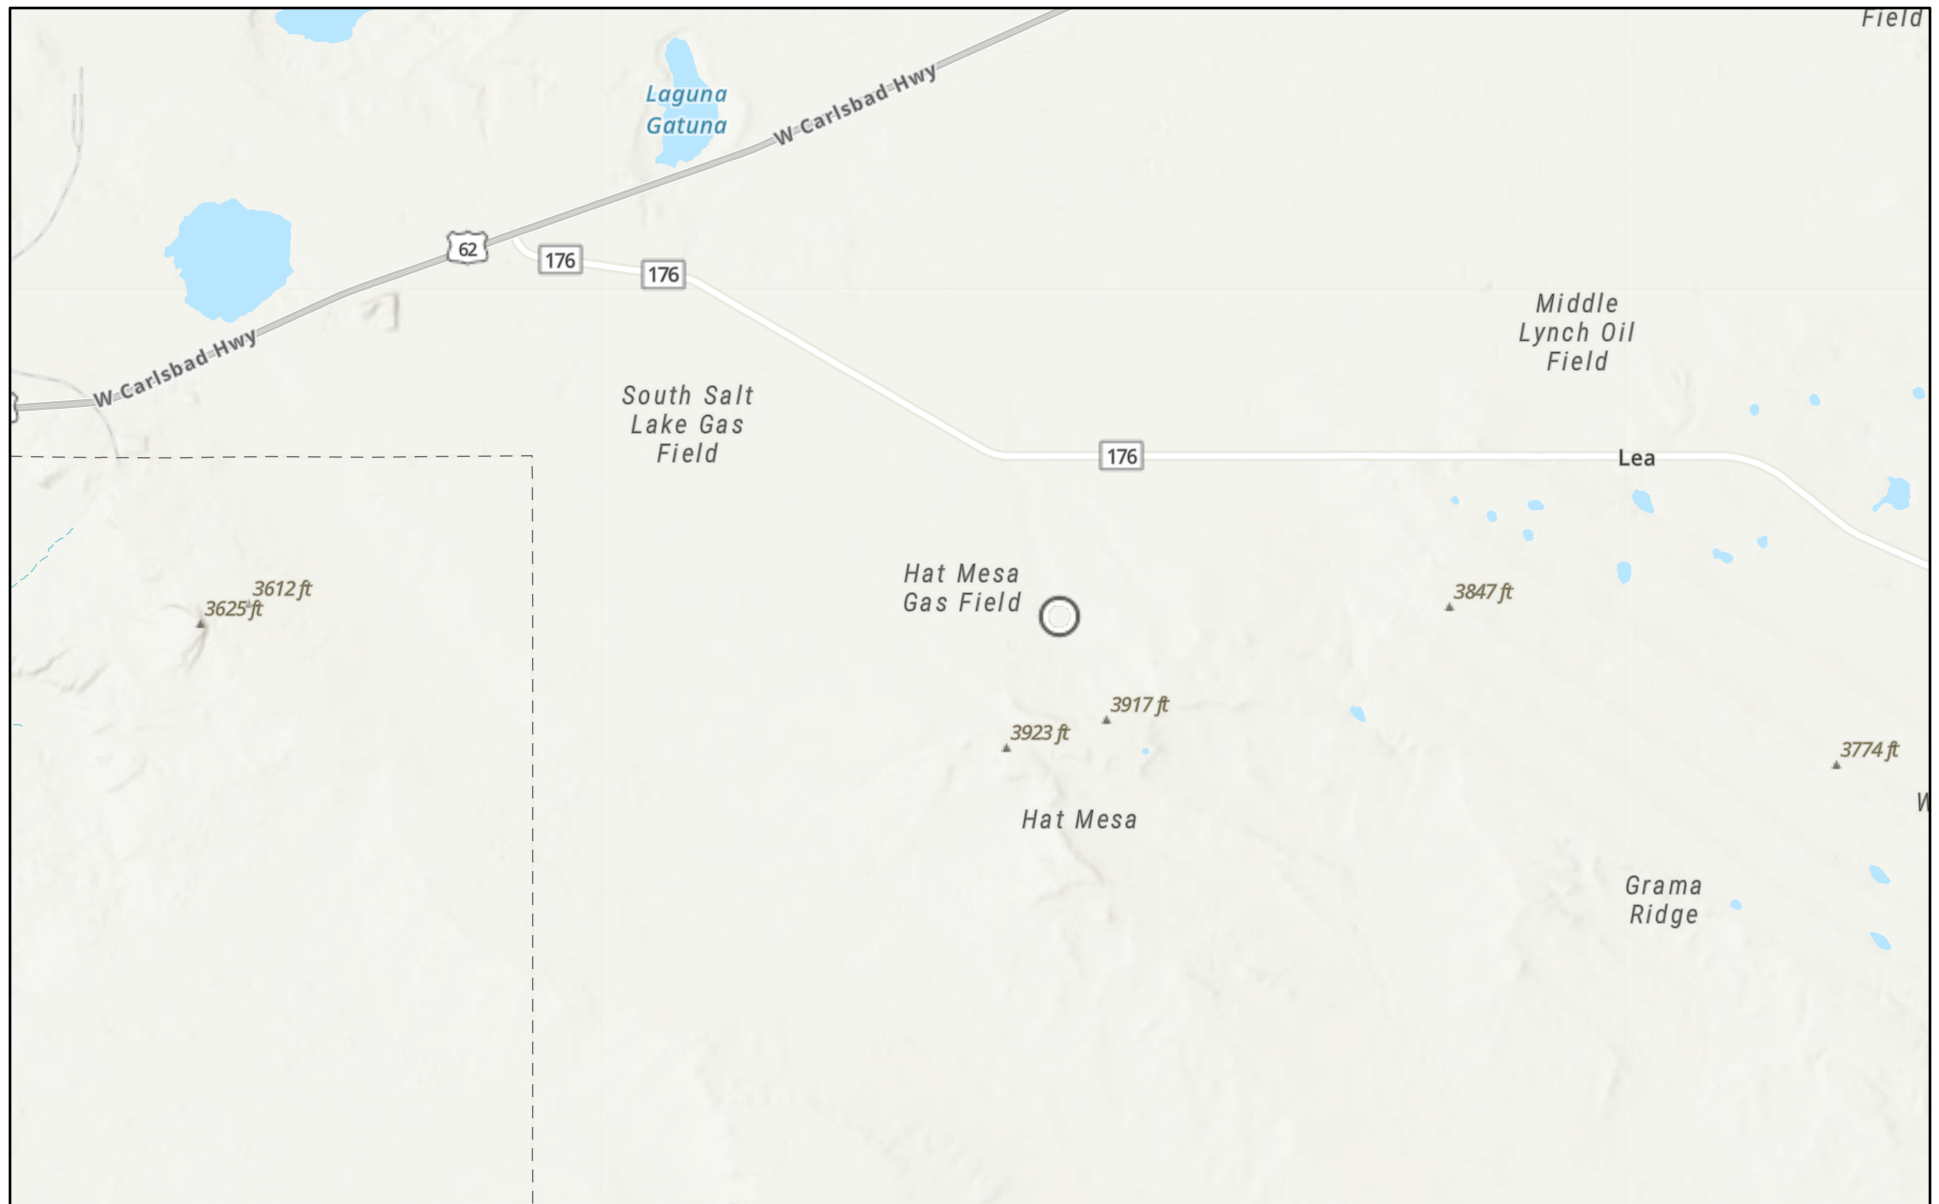 Field
Laguna
Gatuna
W Carlsbad Hwy
62
176
176
W Carlsbad Hwy
Middle
Lynch Oil
Field
South Salt
Lake Gas
Field
176
Lea
Hat Mesa
Gas Field
3612 ft
3625 ft
3847 ft
3917 ft
3923 ft
3774 ft
W
Hat Mesa
Grama
Ridge